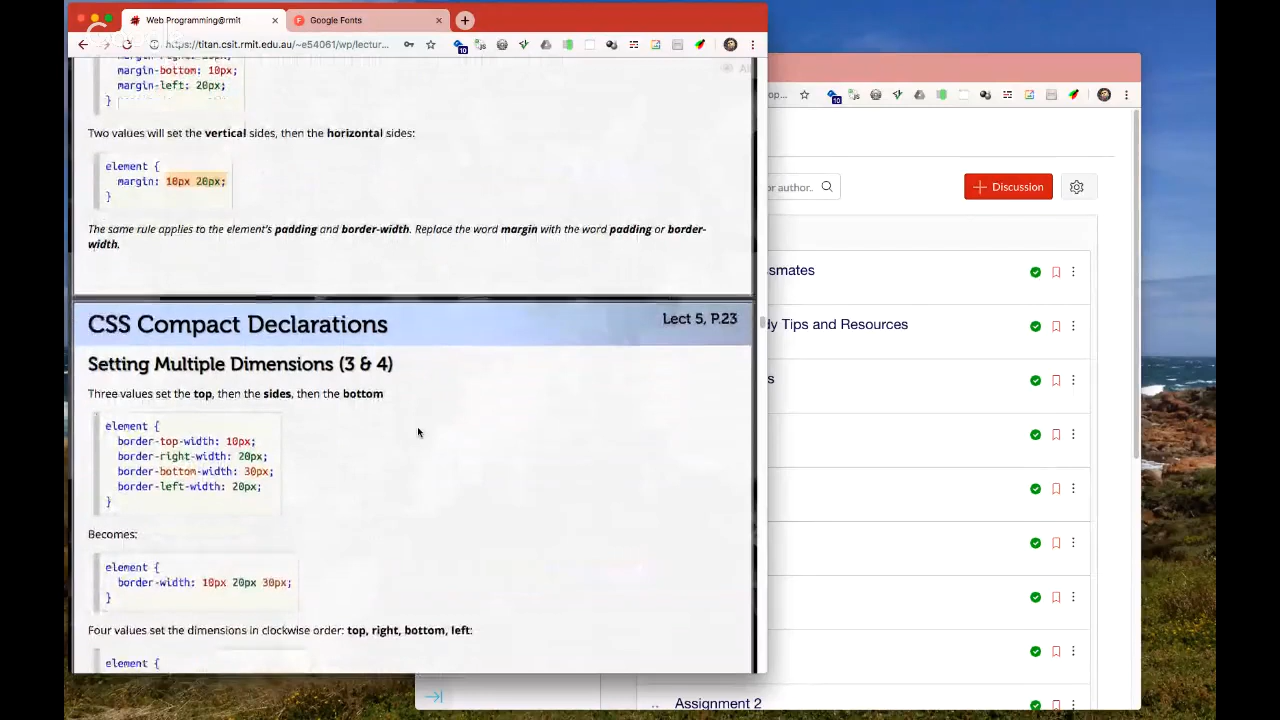 Web Programming@rmit
Google Fonts
https://titan.csit.rmit.edu.au/~e54061/wp/lectur...
10
margin-bottom: 10px;
margin-left: 20px;
}
Two values will set the vertical sides, then the horizontal sides:
element {
margin: 10px 20px;
}
The same rule applies to the element's padding and border-width. Replace the word margin with the word padding or border-
width.
CSS Compact Declarations
Lect 5, P.23
Setting Multiple Dimensions (3 & 4)
Three values set the top, then the sides, then the bottom
element {
border-top-width: 10px;
border-right-width: 20px;
border-bottom-width: 30px;
border-left-width: 20px;
}
Becomes:
element {
border-width: 10px 20px 30px;
}
Four values set the dimensions in clockwise order: top, right, bottom, left:
element {
op...
10
or author..
Discussion
smates
ly Tips and Resources
s
Assignment 2